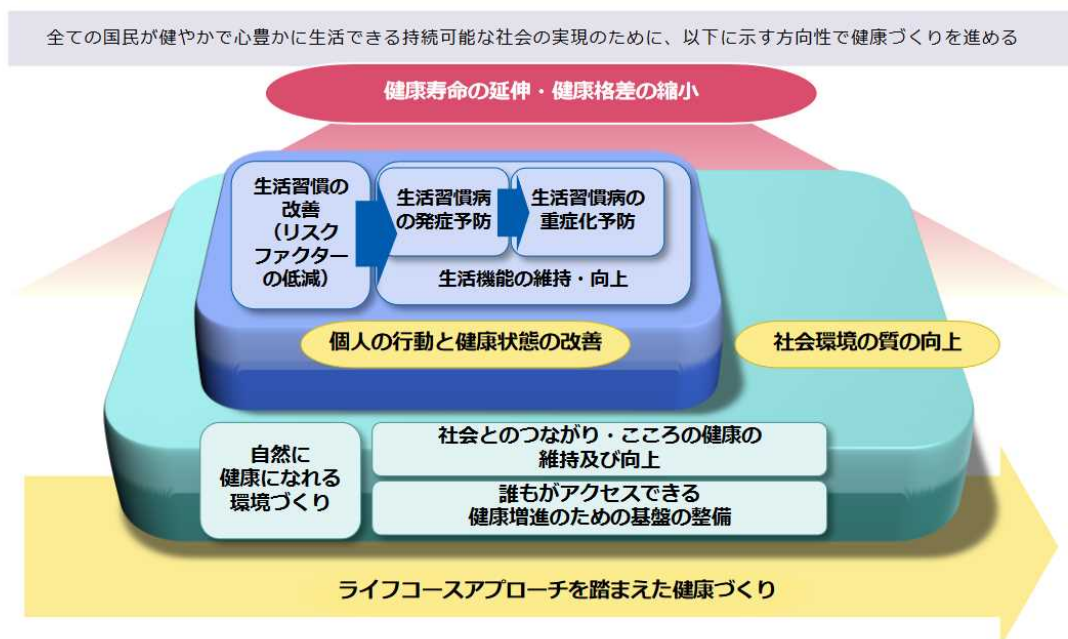 全ての国民が健やかで心豊かに生活できる持続可能な社会の実現のために、以下に示す方向性で健康づくりを進める
健康寿命の延伸・健康格差の縮小
生活習慣の
改善
（リスク
ファクター
の低減）
生活習慣病
の発症予防
生活習慣病の
重症化予防
生活機能の維持・向上
個人の行動と健康状態の改善
社会環境の質の向上
自然に
健康になれる
環境づくり
社会とのつながり・こころの健康の
維持及び向上
誰もがアクセスできる
健康増進のための基盤の整備
ライフコースアプローチを踏まえた健康づくり